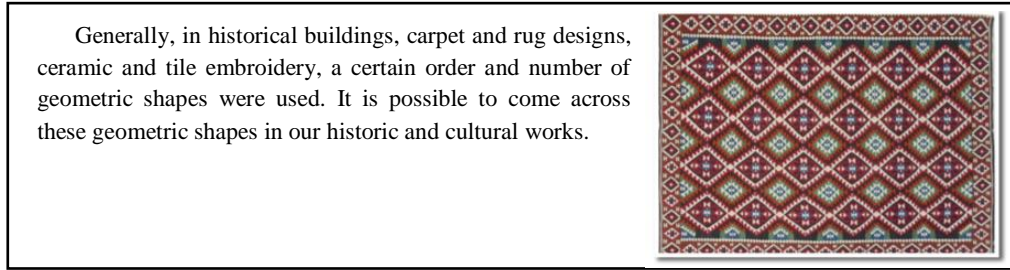 Generally, in historical buildings, carpet and rug designs,
ceramic and tile embroidery, a certain order and number of
geometric shapes were used. It is possible to come across
these geometric shapes in our historic and cultural works.